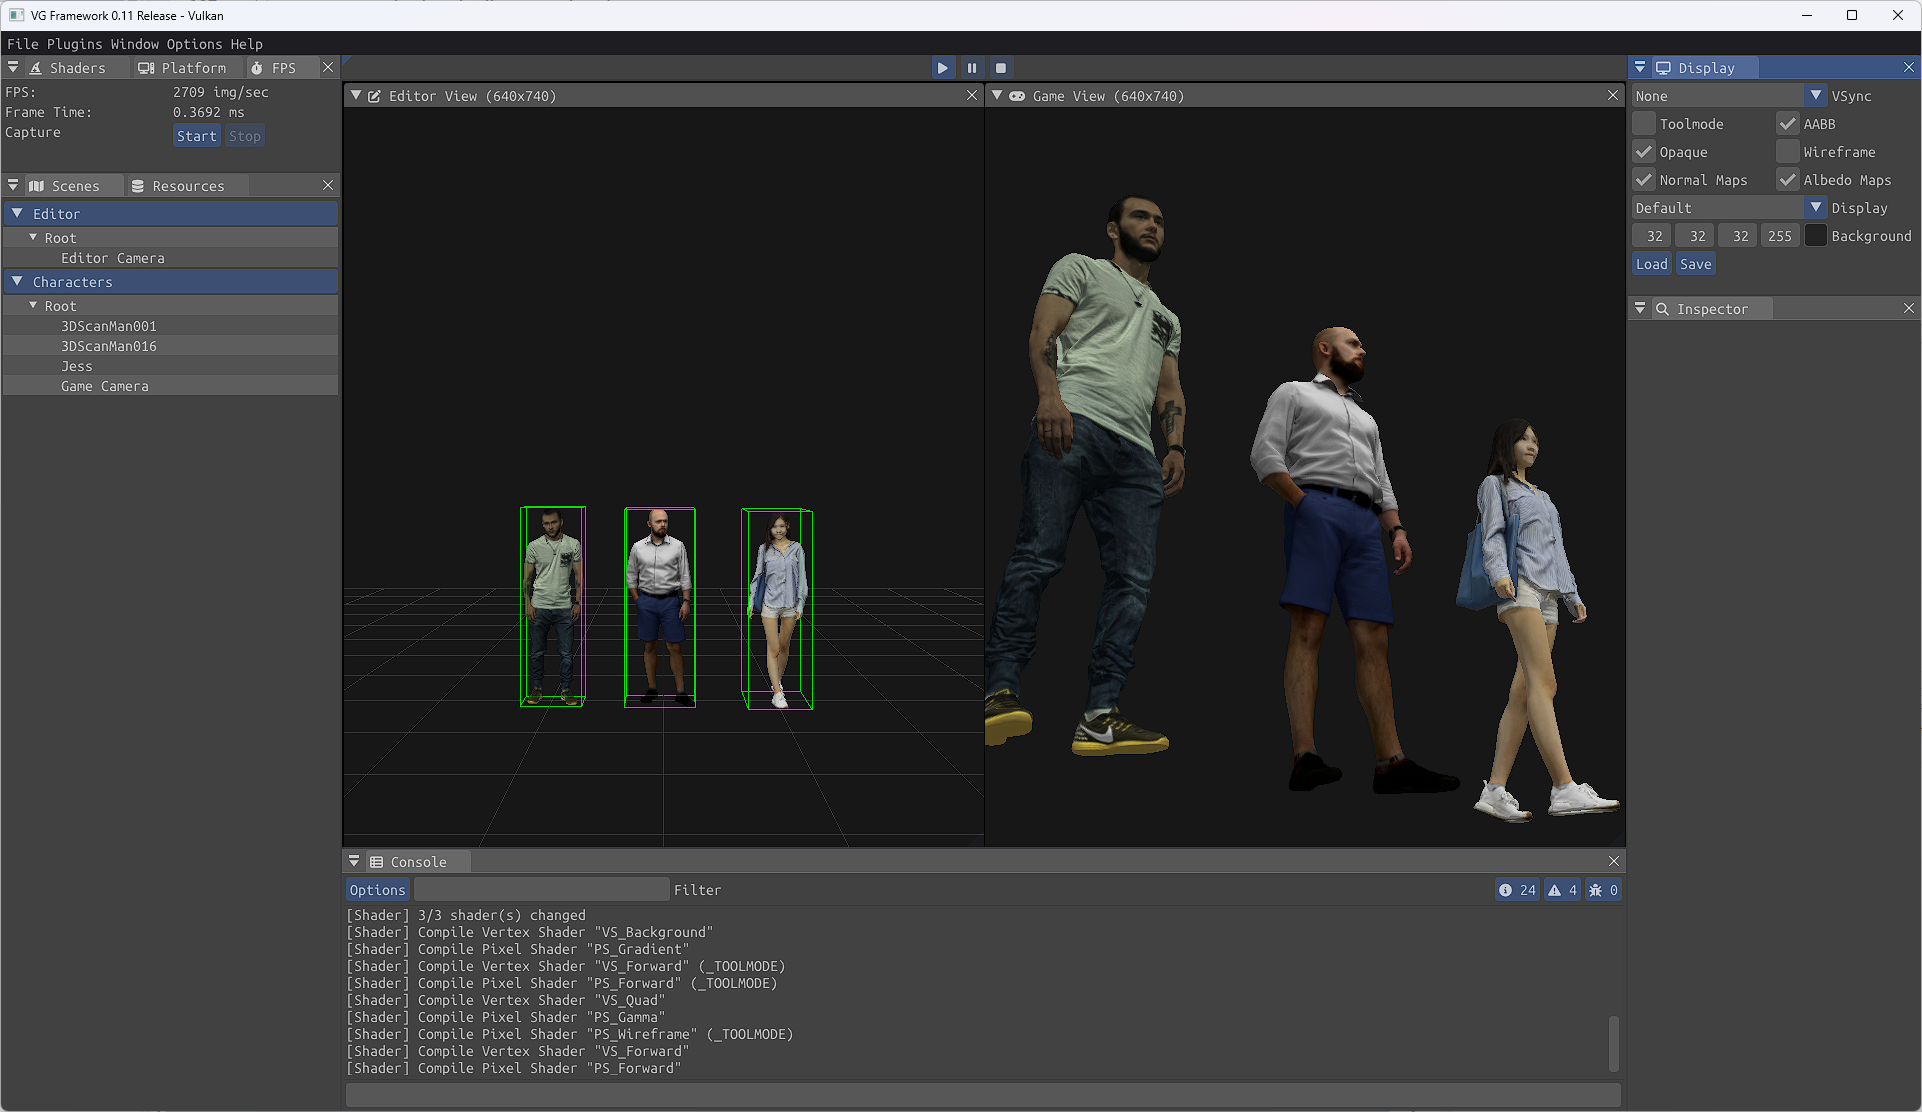 VG Framework 0.11 Release - Vulkan
File Plugins Window Options Help
Shaders Platform FPS
FPS: 2709 img/sec
Frame Time: 0.3692 ms
Capture Start Stop
Scenes Resources
Editor
Root
Editor Camera
Characters
Root
3DScanMan001
3DScanMan016
Jess
Game Camera
Editor View (640x740)
Game View (640x740)
Console
Options Filter 24 4 0
[Shader] 3/3 shader(s) changed
[Shader] Compile Vertex Shader "VS_Background"
[Shader] Compile Pixel Shader "PS_Gradient"
[Shader] Compile Vertex Shader "VS_Forward" (_TOOLMODE)
[Shader] Compile Pixel Shader "PS_Forward" (_TOOLMODE)
[Shader] Compile Vertex Shader "VS_Quad"
[Shader] Compile Pixel Shader "PS_Gamma"
[Shader] Compile Pixel Shader "PS_Wireframe" (_TOOLMODE)
[Shader] Compile Vertex Shader "VS_Forward"
[Shader] Compile Pixel Shader "PS_Forward"
Display
None VSync
Toolmode AABB
Opaque Wireframe
Normal Maps Albedo Maps
Default Display
32 32 32 255 Background
Load Save
Inspector